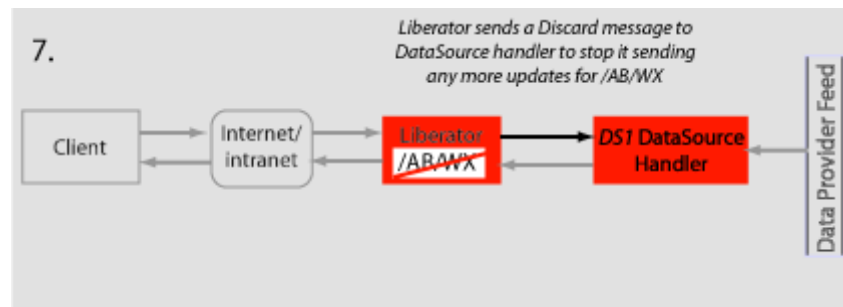 7.
Liberator sends a Discard message to
DataSource handler to stop it sending
any more updates for /AB/WX
Client
Internet/
intranet
Liberator
/AB/WX
DS1 DataSource
Handler
Data Provider Feed